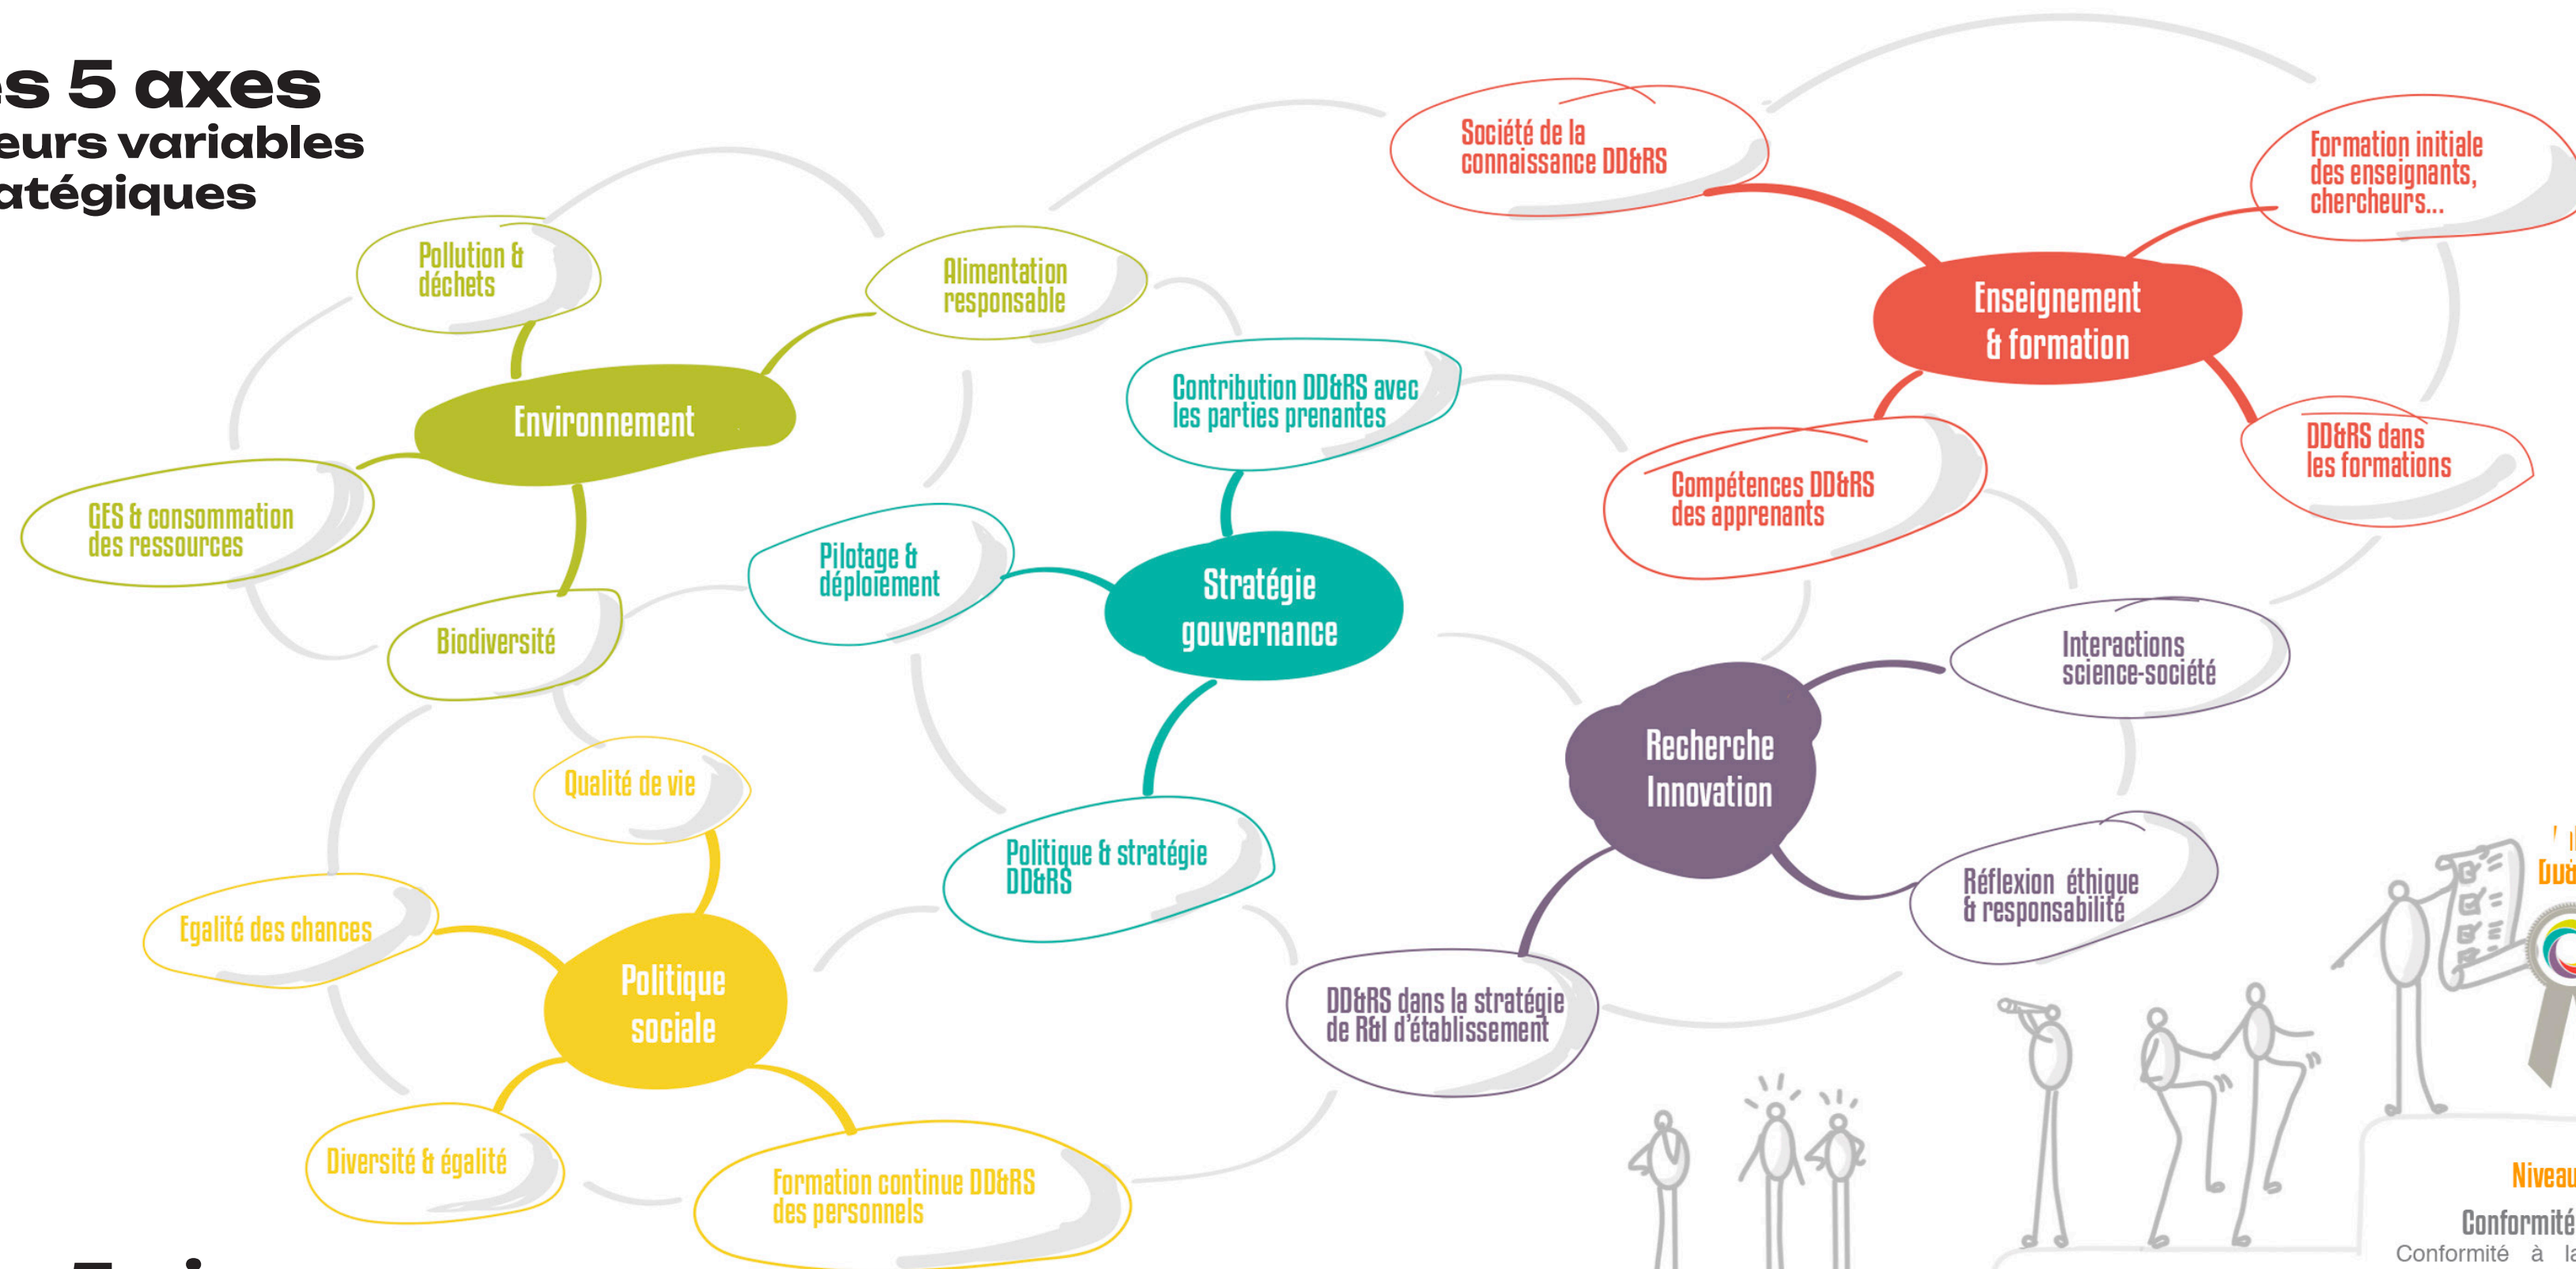 es 5 axes
eurs variables
atégiques
Pollution &
déchets
Alimentation
responsable
Environnement
GES & consommation
des ressources
Biodiversité
Société de la
connaissance DD&RS
Formation initiale
des enseignants,
chercheurs...
Enseignement
& formation
Compétences DD&RS
des apprenants
DD&RS dans
les formations
Contribution DD&RS avec
les parties prenantes
Pilotage &
déploiement
Stratégie
gouvernance
Politique & stratégie
DD&RS
Interactions
science-société
Recherche
Innovation
Réflexion éthique
& responsabilité
DD&RS dans la stratégie
de R&I d'établissement
Qualité de vie
Egalité des chances
Politique
sociale
Diversité & égalité
Formation continue DD&RS
des personnels
Niveau
Conformité
Conformité à la